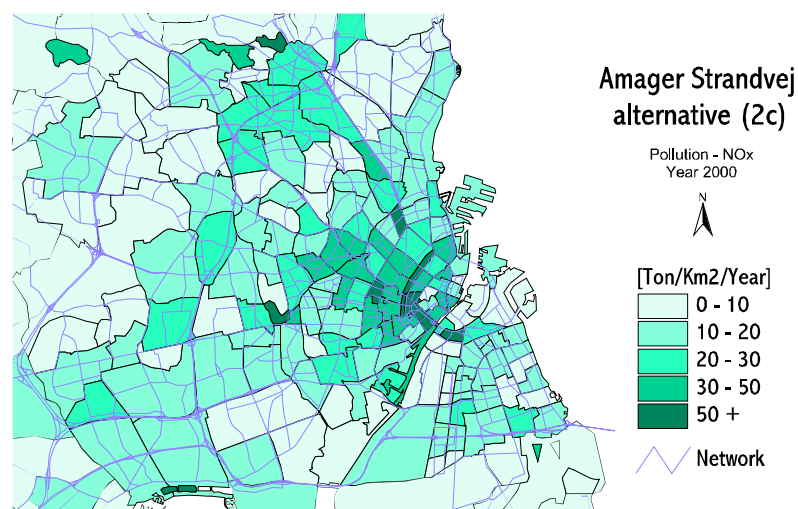 Amager Strandvej
alternative (2c)
Pollution - NOx
Year 2000
N
[Ton/Km2/Year]
0 - 10
10 - 20
20 - 30
30 - 50
50 +
Network